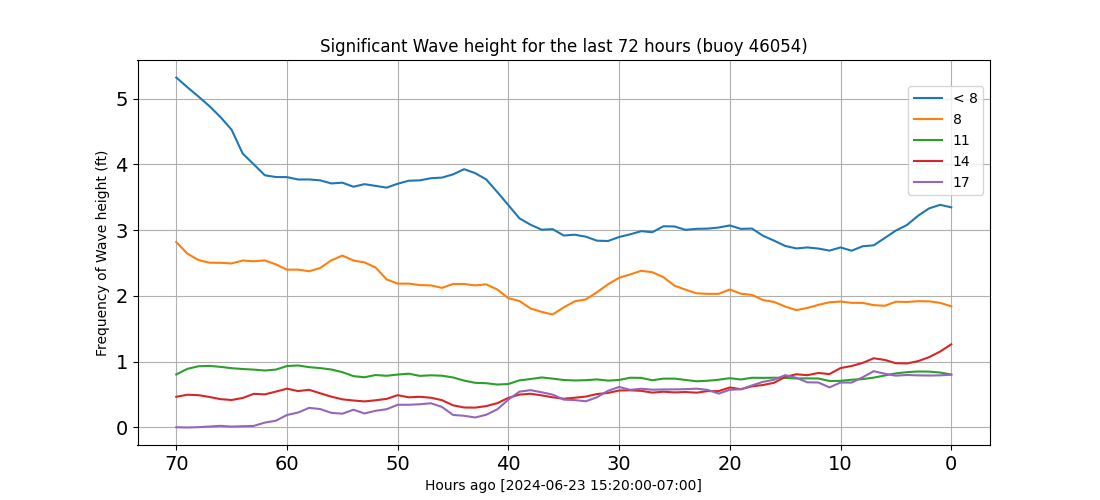 Significant Wave height for the last 72 hours (buoy 46054)
Frequency of Wave height (ft)
5
4
3
2
1
0
< 8
8
11
14
17
70 60 50 40 30 20 10 0
Hours ago [2024-06-23 15:20:00-07:00]